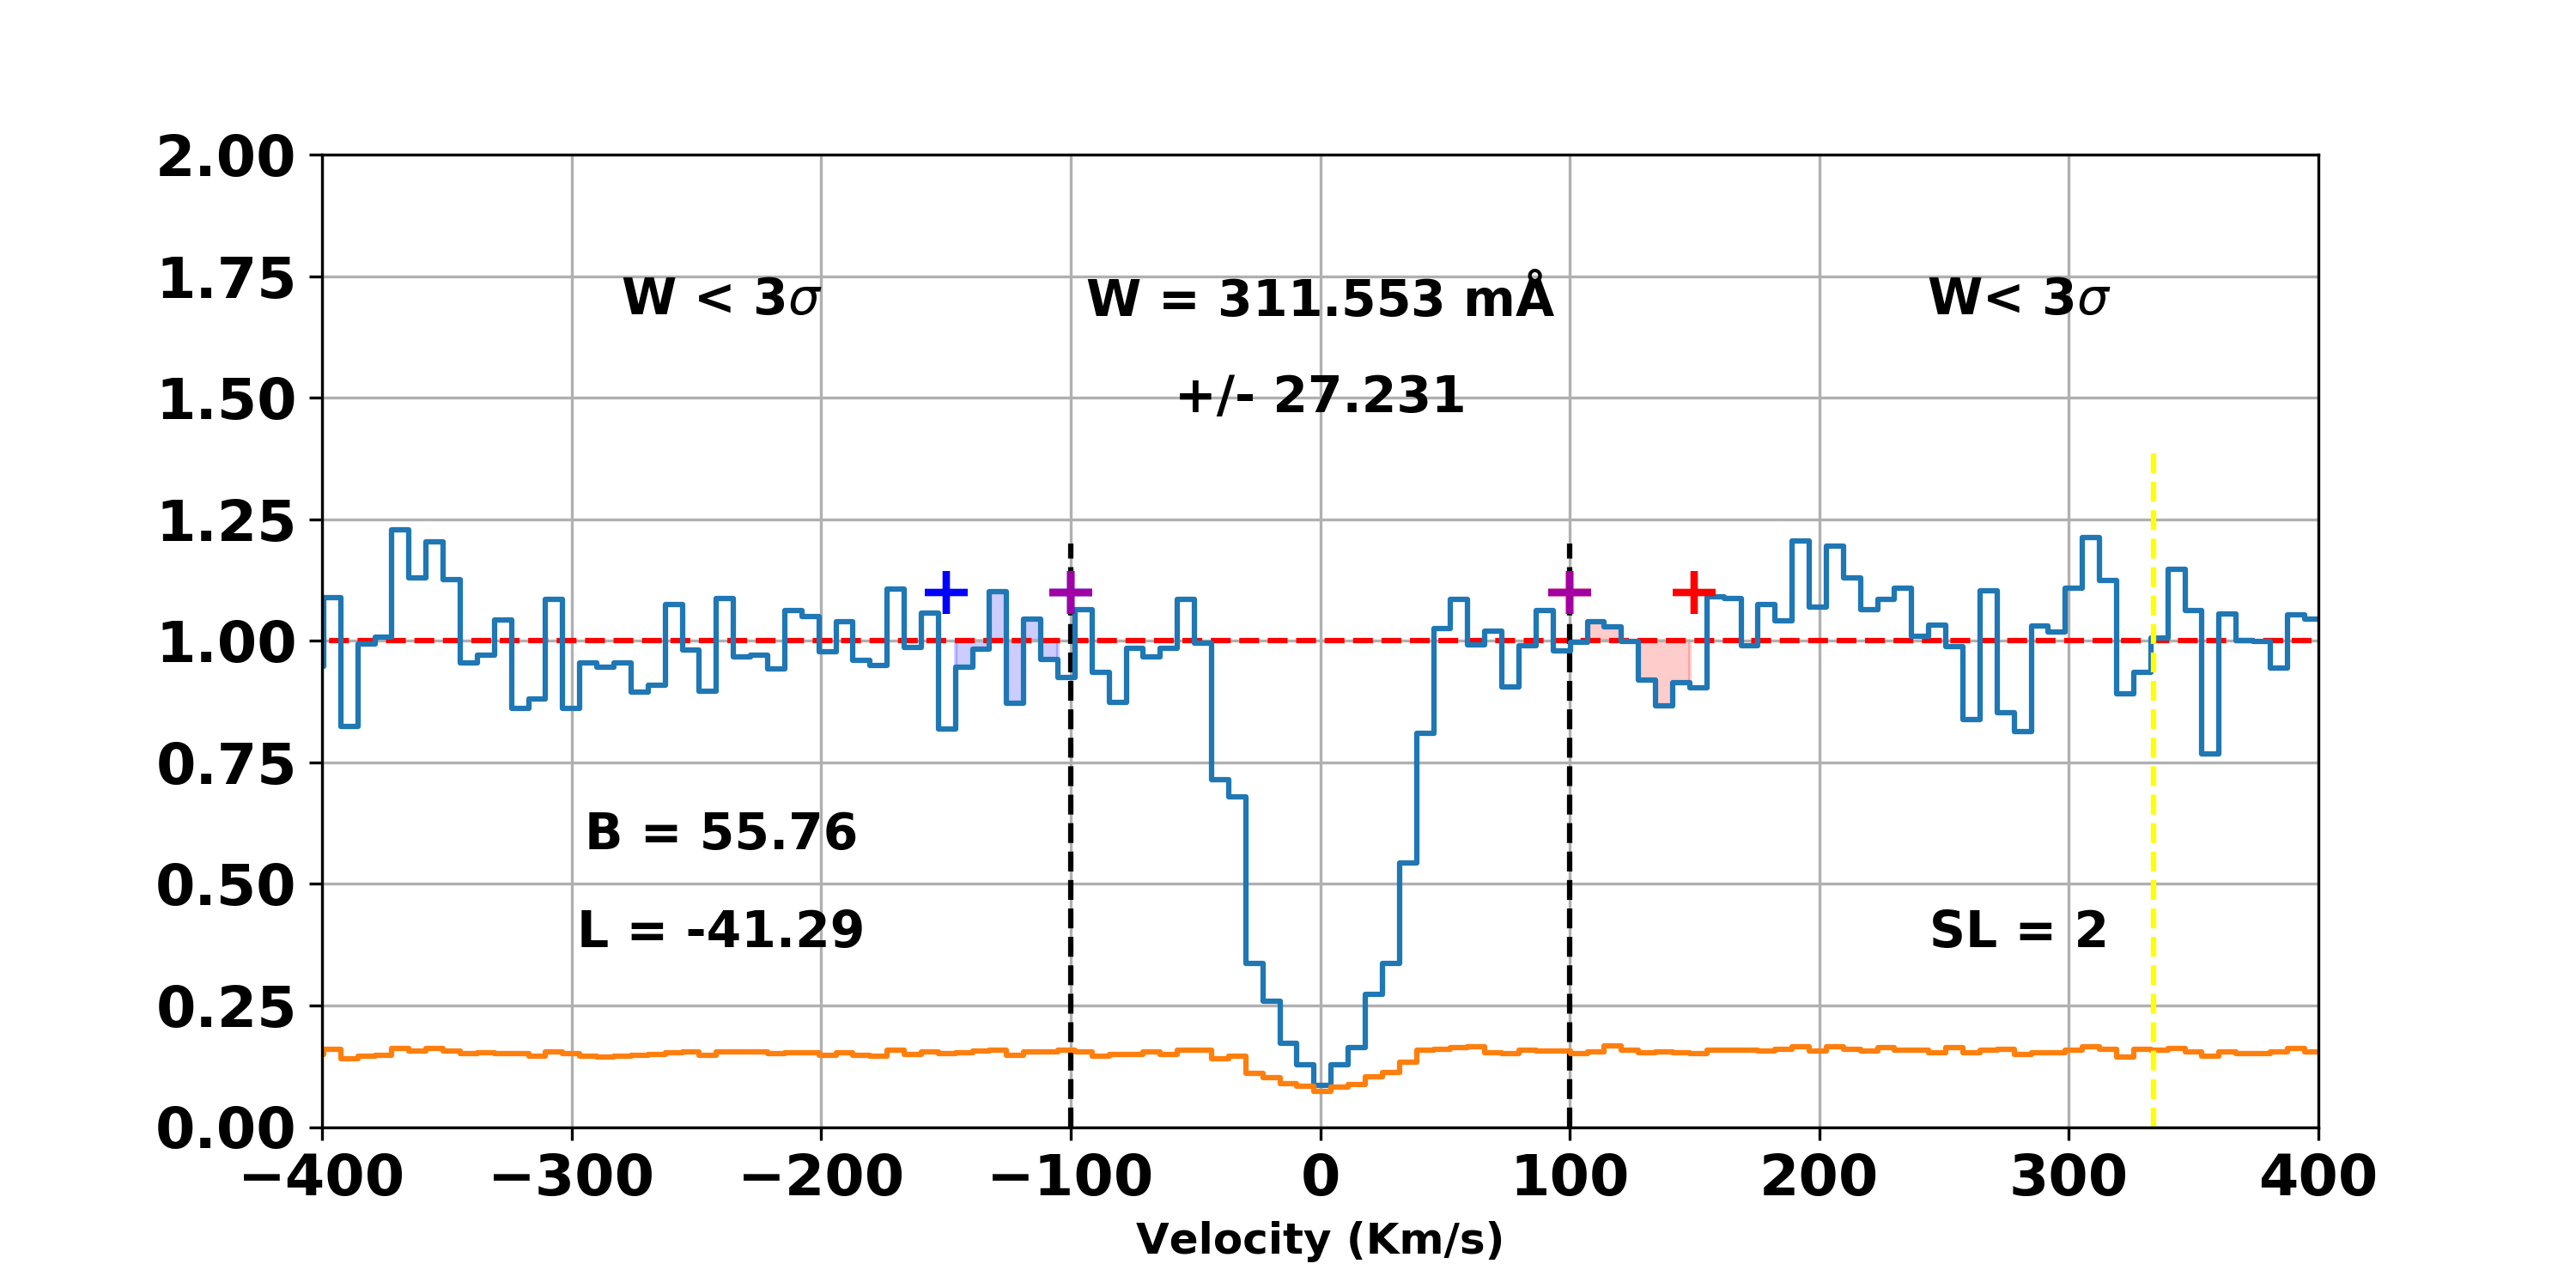 2.00
1.75
W < 3σ
W = 311.553 mÅ
W< 3σ
1.50
+/- 27.231
1.25
1.00
0.75
B = 55.76
0.50
L = -41.29
SL = 2
0.25
0.00
−400 −300 −200 −100 0 100 200 300 400
Velocity (Km/s)